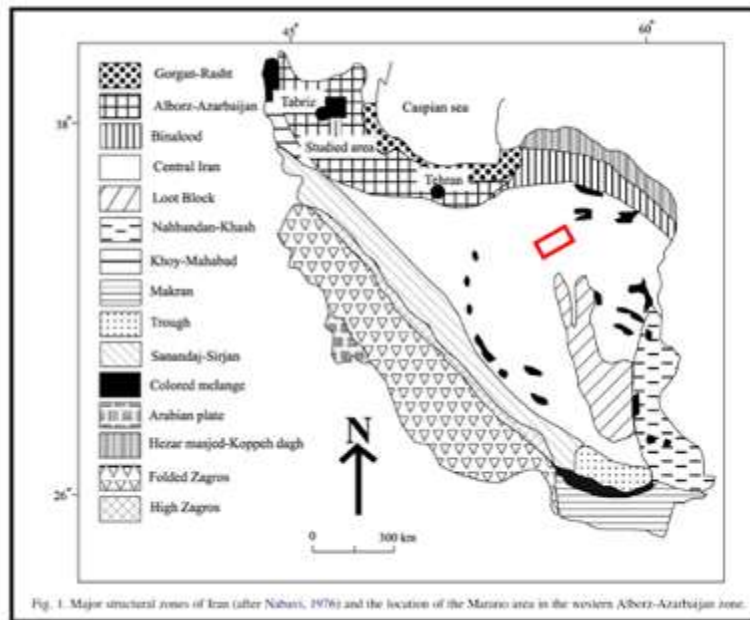 45°
60°
38°
26°
Gorgan-Rasht
Alborz-Azarbaijan
Binalood
Central Iran
Loot Block
Nahbandan-Khash
Khoy-Mahabad
Makran
Trough
Sanandaj-Sirjan
Colored melange
Arabian plate
Hezar masjod-Koppeh dagh
Folded Zagros
High Zagros
Tabriz
Caspian sea
Studied area
Tehran
N
0 300 km
Fig. 1. Major structural zones of Iran (after Nabavi, 1976) and the location of the Marano area in the western Alborz-Azarbaijan zone.